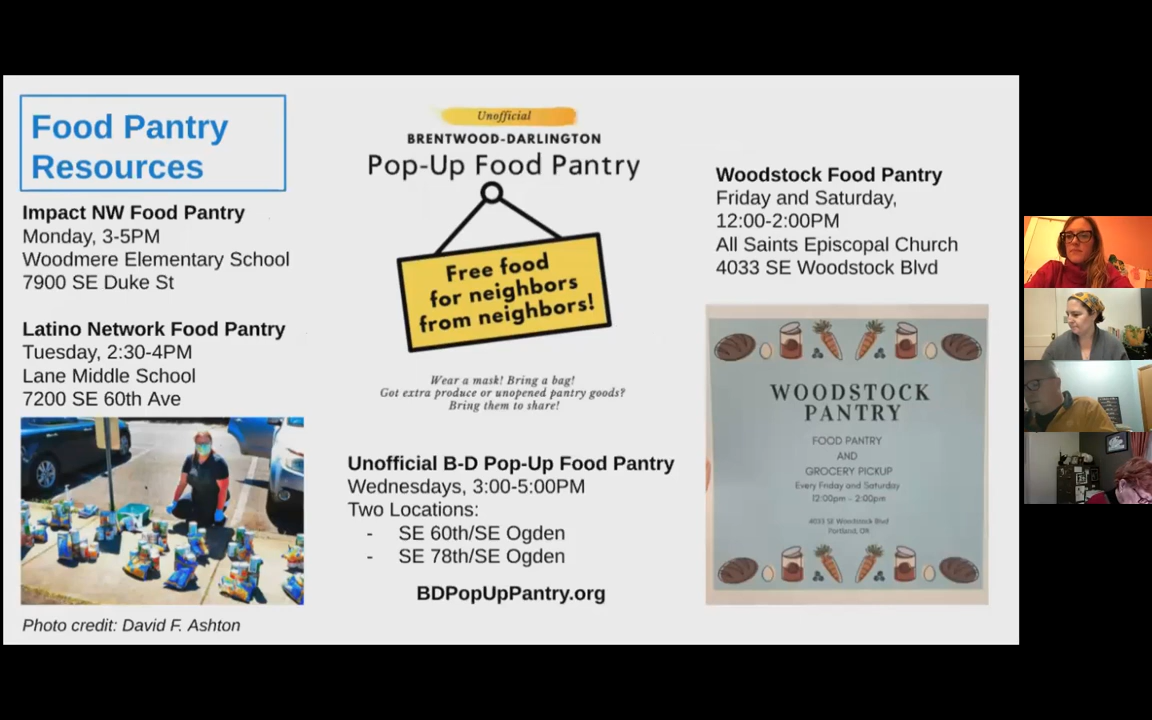 Food Pantry
Resources
Impact NW Food Pantry
Monday, 3-5PM
Woodmere Elementary School
7900 SE Duke St
Latino Network Food Pantry
Tuesday, 2:30-4PM
Lane Middle School
7200 SE 60th Ave
Photo credit: David F. Ashton
Unofficial
BRENTWOOD-DARLINGTON
Pop-Up Food Pantry
Free food
for neighbors
from neighbors!
Wear a mask! Bring a bag!
Got extra produce or unopened pantry goods?
Bring them to share!
Unofficial B-D Pop-Up Food Pantry
Wednesdays, 3:00-5:00PM
Two Locations:
- SE 60th/SE Ogden
- SE 78th/SE Ogden
BDPopUpPantry.org
Woodstock Food Pantry
Friday and Saturday,
12:00-2:00PM
All Saints Episcopal Church
4033 SE Woodstock Blvd
WOODSTOCK
PANTRY
FOOD PANTRY
AND
GROCERY PICKUP
Every Friday and Saturday
12:00pm - 2:00pm
4033 SE Woodstock Blvd
Portland, OR